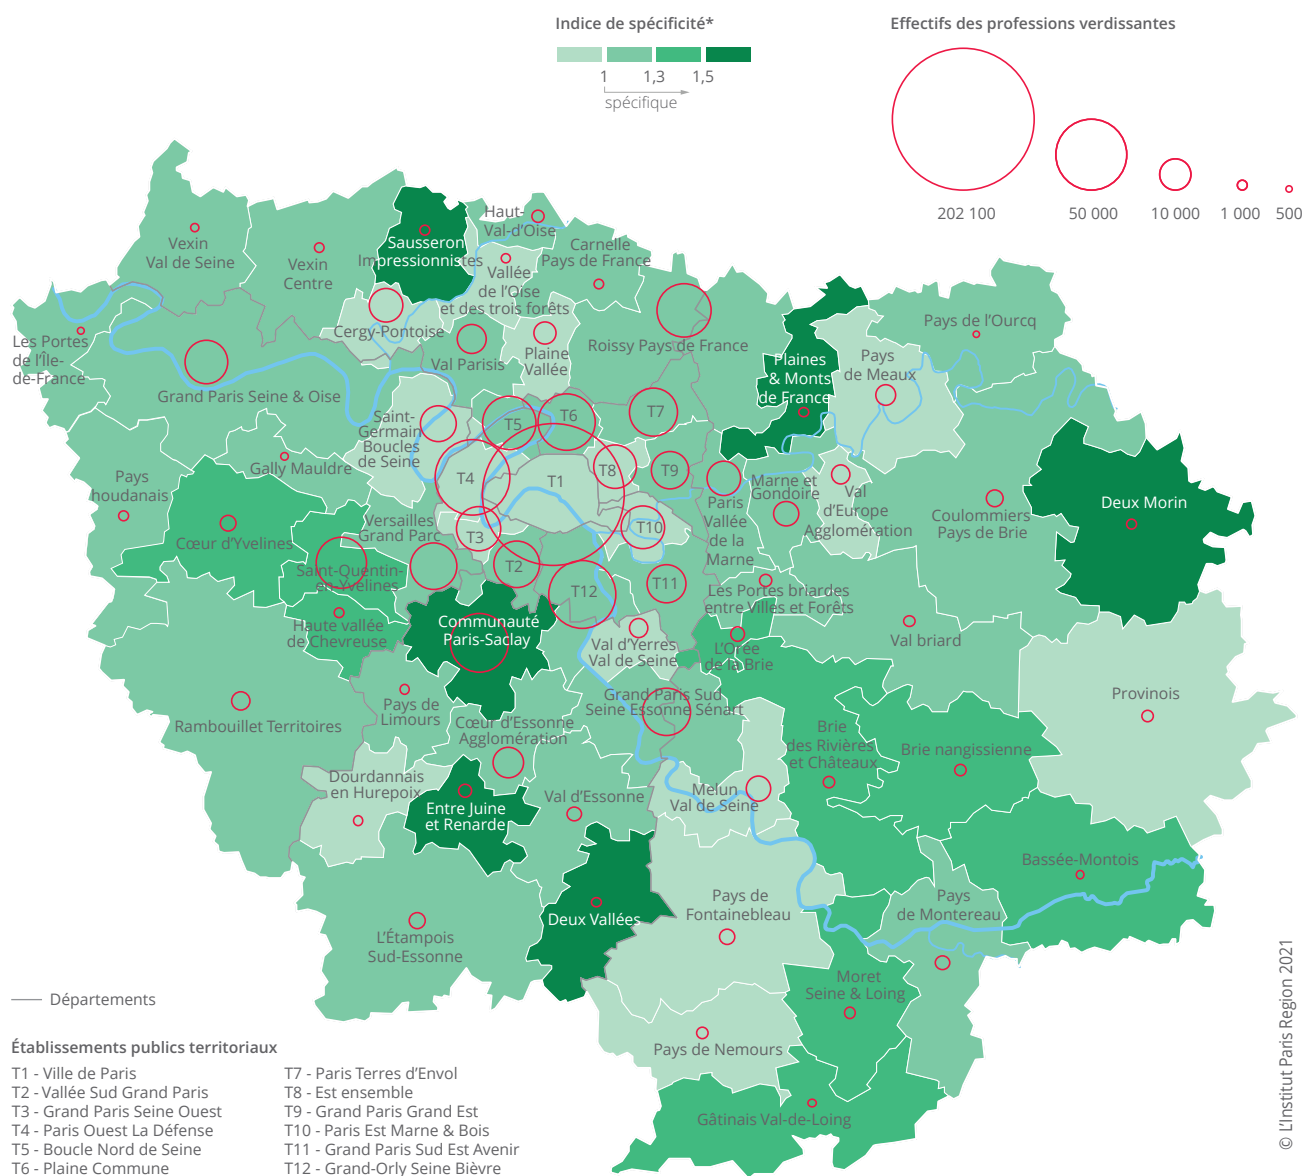 Indice de spécificité*
Effectifs des professions verdissantes
1
1,3
1,5
spécifique
202 100
50 000
10 000
1 000
500
Vexin
Val de Seine
Vexin
Centre
Sausseron
Impressionnistes
Haut-
Val-d'Oise
Carnelle
Pays de France
Vallée
de l'Oise
et des trois forêts
Cergy-Pontoise
Val Parisis
Plaine
Vallée
Roissy Pays de France
Les Portes
de l'Île-
de-France
Grand Paris Seine & Oise
Plaines
& Monts
de France
Pays
de Meaux
Pays de l'Ourcq
Saint-
Germain
Boucles
de Seine
T5
T6
T7
Gally Mauldre
T4
T1
T8
T9
Pays
houdanais
Paris
Vallée
de la
Marne
Marne et
Gondoire
Val
d'Europe
Agglomération
Coulommiers
Pays de Brie
Deux Morin
Cœur d'Yvelines
Versailles
Grand Parc
T3
T10
Saint-Quentin-
en-Yvelines
T2
T12
T11
Les Portes briardes
entre Villes et Forêts
Haute vallée
de Chevreuse
Communauté
Paris-Saclay
Val d'Yerres
Val de Seine
L'Orée
de la Brie
Val briard
Rambouillet Territoires
Pays de
Limours
Cœur d'Essonne
Agglomération
Grand Paris Sud
Seine Essonne Sénart
Brie
des Rivières
et Châteaux
Brie nangissienne
Provinois
Dourdannais
en Hurepoix
Entre Juine
et Renarde
Val d'Essonne
Melun
Val de Seine
Bassée-Montois
L'Étampois
Sud-Essonne
Deux Vallées
Pays de
Fontainebleau
Pays
de Montereau
Moret
Seine & Loing
Pays de Nemours
Gâtinais Val-de-Loing
Départements
Établissements publics territoriaux
T1 - Ville de Paris
T2 - Vallée Sud Grand Paris
T3 - Grand Paris Seine Ouest
T4 - Paris Ouest La Défense
T5 - Boucle Nord de Seine
T6 - Plaine Commune
T7 - Paris Terres d'Envol
T8 - Est ensemble
T9 - Grand Paris Grand Est
T10 - Paris Est Marne & Bois
T11 - Grand Paris Sud Est Avenir
T12 - Grand-Orly Seine Bièvre
© L'Institut Paris Region 2021